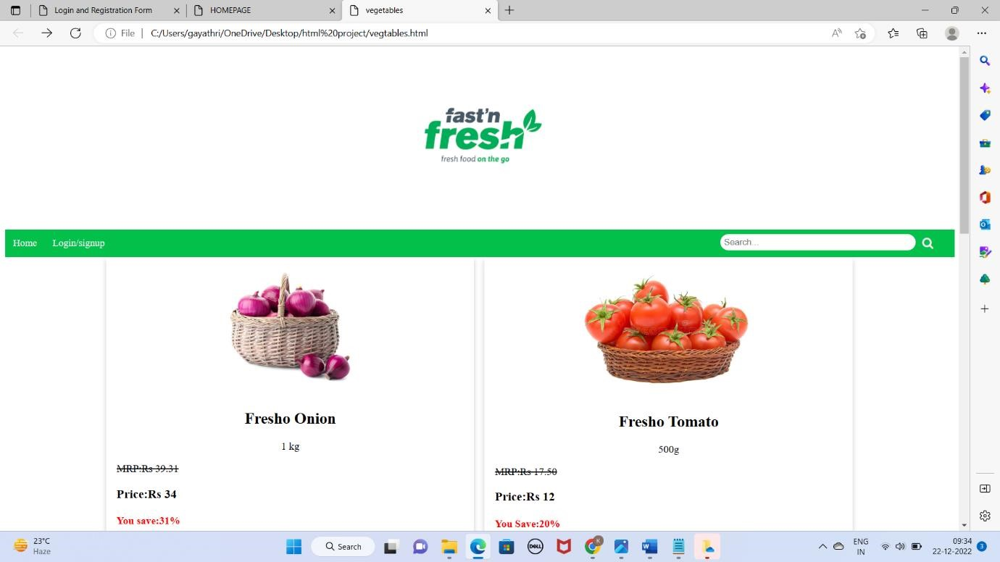 Login and Registration Form
HOMEPAGE
vegetables
File
C:/Users/gayathri/OneDrive/Desktop/html%20project/vegtables.html
fast'n
fresh
fresh food on the go
Home
Login/signup
Search...
Fresho Onion
1 kg
MRP:Rs 39.31
Price:Rs 34
You save:31%
Fresho Tomato
500g
MRP:Rs 17.50
Price:Rs 12
You Save:20%
23°C
Haze
Search
DELL
K
W
ENG
IN
09:34
22-12-2022
3